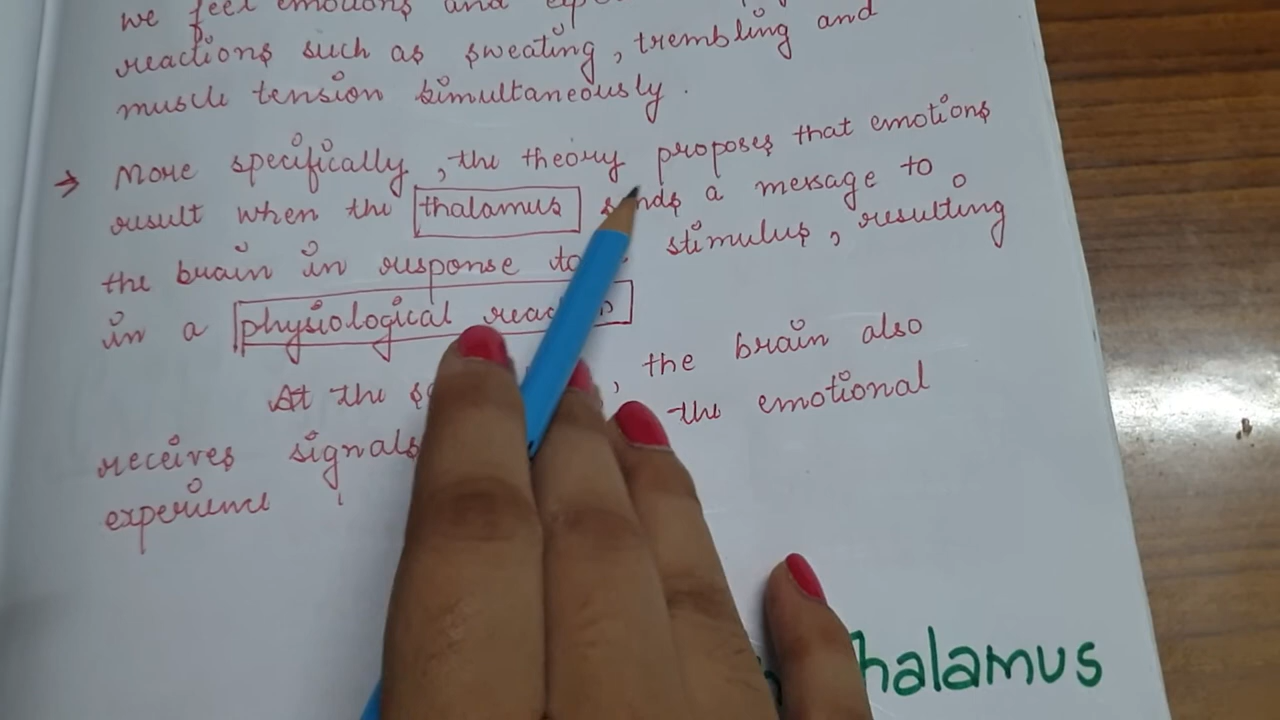 we feel emotions and
reactions such as sweating, trembling and
muscle tension simultaneously.
→ More specifically, the theory proposes that emotions
result when the thalamus sends a message to
the brain in response to stimulus, resulting
in a physiological reaction
At the , the brain also
receives signals the emotional
experience
halamus